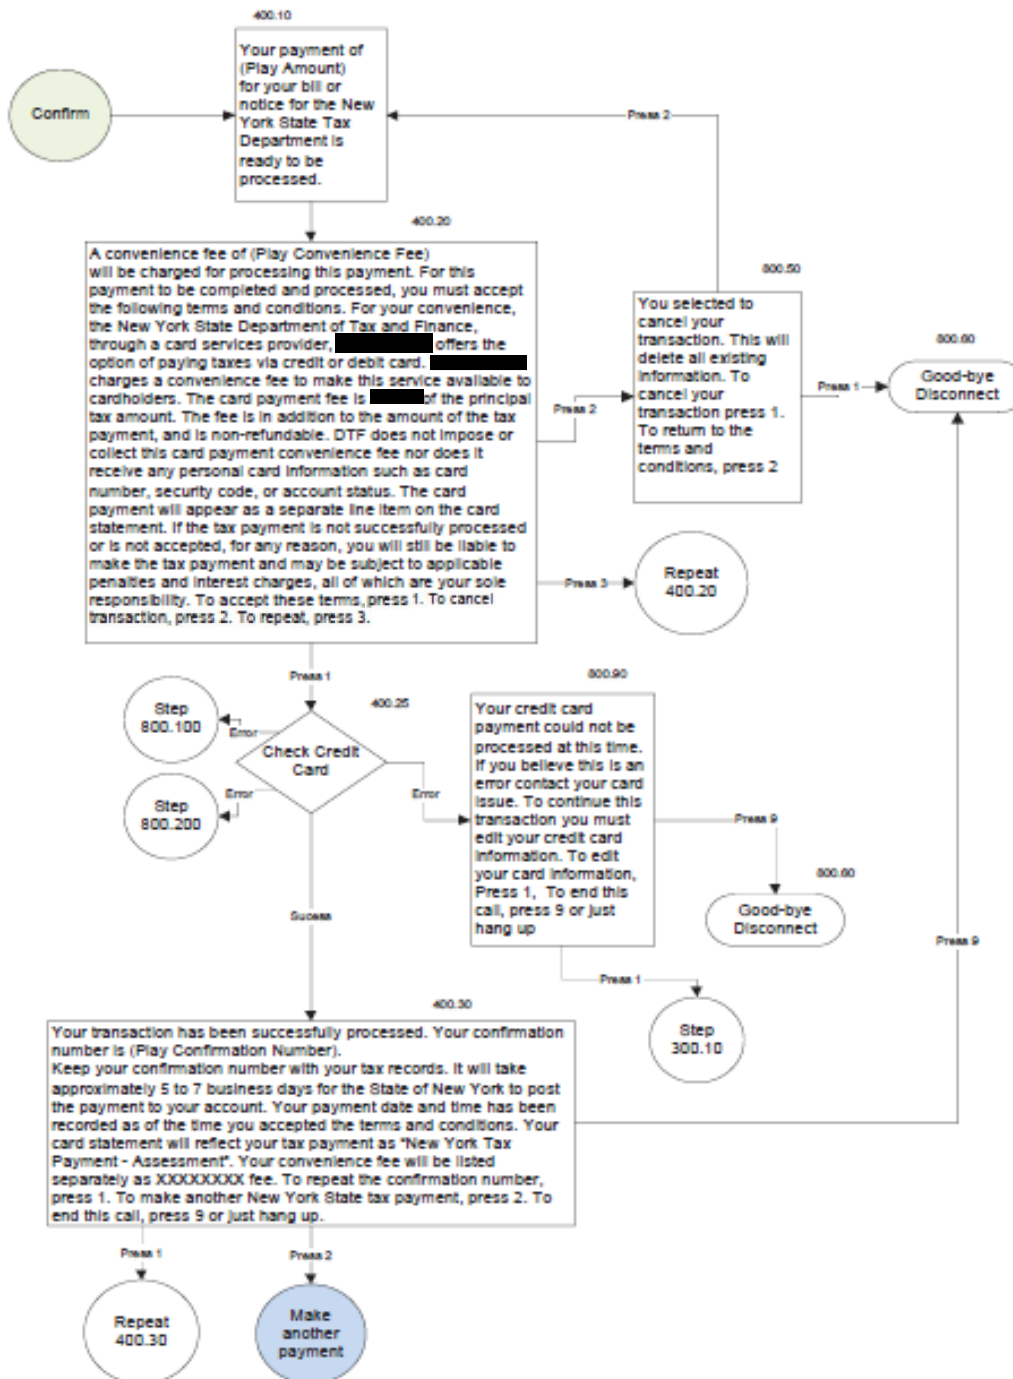 400.10
Your payment of
(Play Amount)
for your bill or
notice for the New
York State Tax
Department is
ready to be
processed.
Confirm
Press 2
400.20
A convenience fee of (Play Convenience Fee)
will be charged for processing this payment. For this
payment to be completed and processed, you must accept
the following terms and conditions. For your convenience,
the New York State Department of Tax and Finance,
through a card services provider, offers the
option of paying taxes via credit or debit card.
charges a convenience fee to make this service available to
cardholders. The card payment fee is of the principal
tax amount. The fee is in addition to the amount of the tax
payment, and is non-refundable. DTF does not impose or
collect this card payment convenience fee nor does it
receive any personal card information such as card
number, security code, or account status. The card
payment will appear as a separate line item on the card
statement. If the tax payment is not successfully processed
or is not accepted, for any reason, you will still be liable to
make the tax payment and may be subject to applicable
penalties and interest charges, all of which are your sole
responsibility. To accept these terms, press 1. To cancel
transaction, press 2. To repeat, press 3.
Press 2
800.50
You selected to
cancel your
transaction. This will
delete all existing
information. To
cancel your
transaction press 1.
To return to the
terms and
conditions, press 2
Press 1
800.60
Good-bye
Disconnect
Press 3
Repeat
400.20
Press 1
400.25
Check Credit
Card
Error
Step
800.100
Error
Step
800.200
Error
800.90
Your credit card
payment could not be
processed at this time.
If you believe this is an
error contact your card
issue. To continue this
transaction you must
edit your credit card
information. To edit
your card information,
Press 1, To end this
call, press 9 or just
hang up
Press 9
800.60
Good-bye
Disconnect
Press 1
Step
300.10
Sucess
Press 9
400.30
Your transaction has been successfully processed. Your confirmation
number is (Play Confirmation Number).
Keep your confirmation number with your tax records. It will take
approximately 5 to 7 business days for the State of New York to post
the payment to your account. Your payment date and time has been
recorded as of the time you accepted the terms and conditions. Your
card statement will reflect your tax payment as "New York Tax
Payment - Assessment". Your convenience fee will be listed
separately as XXXXXXXX fee. To repeat the confirmation number,
press 1. To make another New York State tax payment, press 2. To
end this call, press 9 or just hang up.
Press 1
Repeat
400.30
Press 2
Make
another
payment